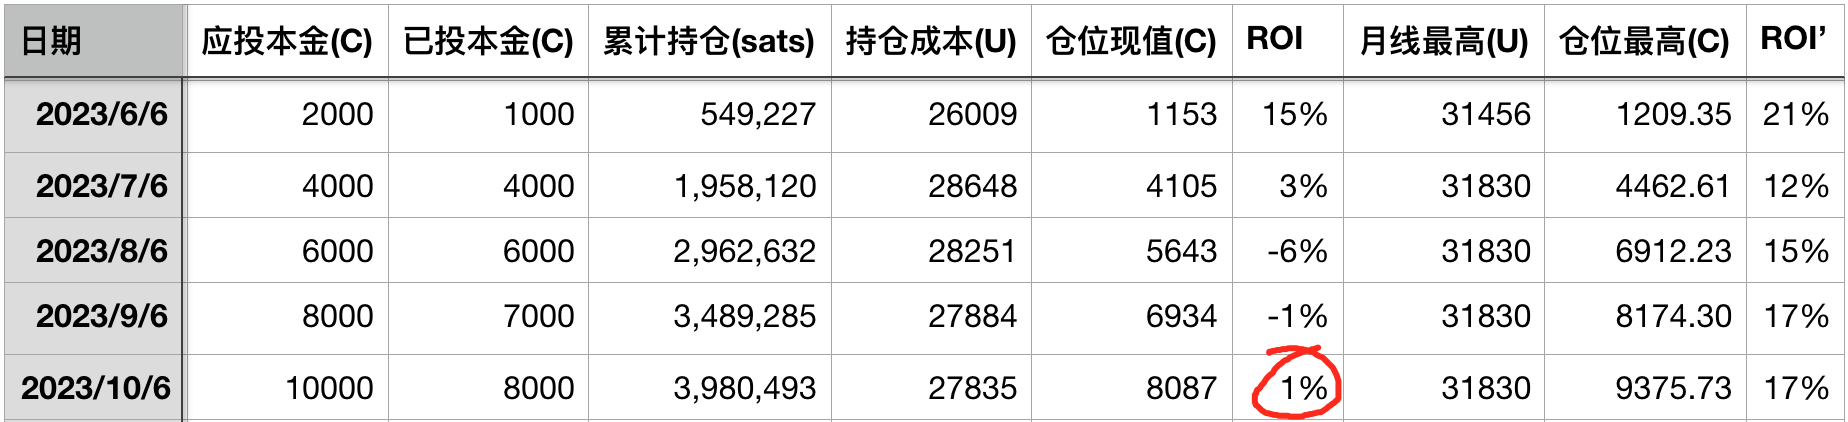 日期 应投本金(C) 已投本金(C) 累计持仓(sats) 持仓成本(U) 仓位现值(C) ROI 月线最高(U) 仓位最高(C) ROI’
2023/6/6 2000 1000 549,227 26009 1153 15% 31456 1209.35 21%
2023/7/6 4000 4000 1,958,120 28648 4105 3% 31830 4462.61 12%
2023/8/6 6000 6000 2,962,632 28251 5643 -6% 31830 6912.23 15%
2023/9/6 8000 7000 3,489,285 27884 6934 -1% 31830 8174.30 17%
2023/10/6 10000 8000 3,980,493 27835 8087 1% 31830 9375.73 17%